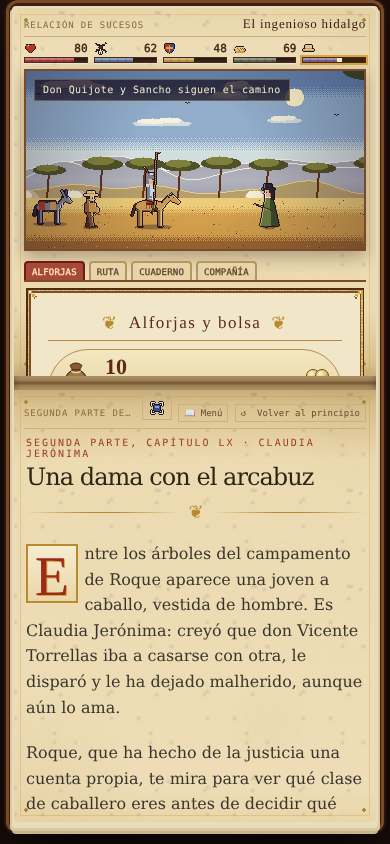 RELACIÓN DE SUCESOS
El ingenioso hidalgo
80 62 48 69
Don Quijote y Sancho siguen el camino
ALFORJAS RUTA CUADERNO COMPAÑÍA
Alforjas y bolsa
10
SEGUNDA PARTE DE… Menú ↺ Volver al principio
SEGUNDA PARTE, CAPÍTULO LX · CLAUDIA
JERÓNIMA
Una dama con el arcabuz
Entre los árboles del campamento
de Roque aparece una joven a
caballo, vestida de hombre. Es
Claudia Jerónima: creyó que don Vicente
Torrellas iba a casarse con otra, le
disparó y le ha dejado malherido, aunque
aún lo ama.
Roque, que ha hecho de la justicia una
cuenta propia, te mira para ver qué clase
de caballero eres antes de decidir qué